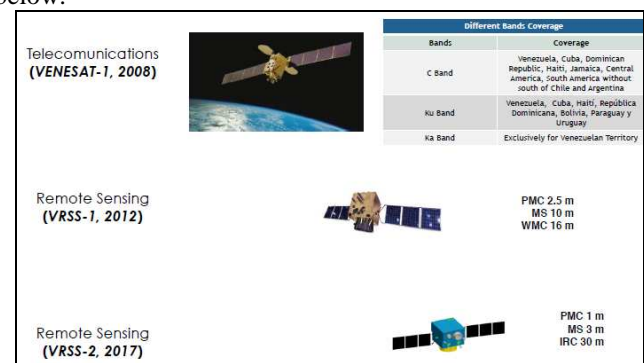 below.
Telecomunications
(VENESAT-1, 2008)
Different Bands Coverage
Bands Coverage
C Band
Venezuela, Cuba, Dominican
Republic, Haiti, Jamaica, Central
America, South America without
south of Chile and Argentina
Ku Band
Venezuela, Cuba, Haití, República
Dominicana, Bolivia, Paraguay y
Uruguay
Ka Band
Exclusively for Venezuelan Territory
Remote Sensing
(VRSS-1, 2012)
PMC 2.5 m
MS 10 m
WMC 16 m
Remote Sensing
(VRSS-2, 2017)
PMC 1 m
MS 3 m
IRC 30 m